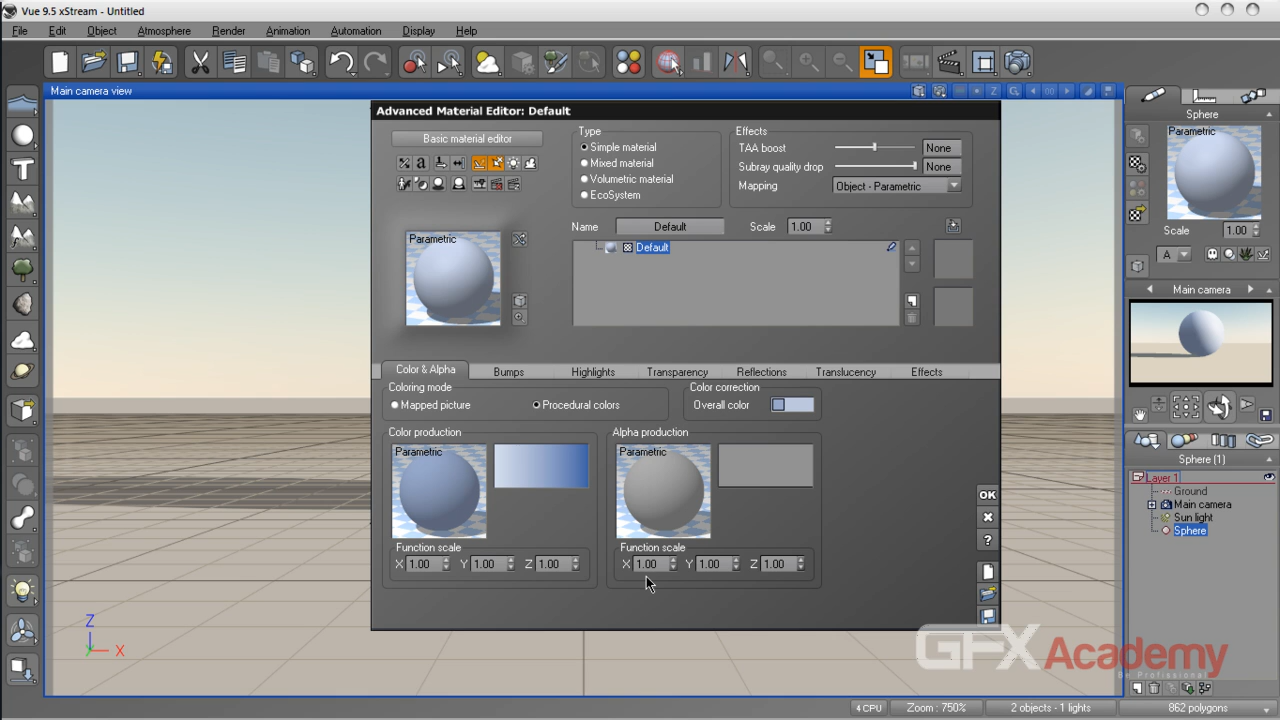 Vue 9.5 xStream - Untitled
File Edit Object Atmosphere Render Animation Automation Display Help
Main camera view
Advanced Material Editor: Default
Basic material editor
Type
Simple material
Mixed material
Volumetric material
EcoSystem
Effects
TAA boost None
Subray quality drop None
Mapping Object - Parametric
Name Default Scale 1.00
Parametric
Default
Color & Alpha Bumps Highlights Transparency Reflections Translucency Effects
Coloring mode
Mapped picture Procedural colors
Color correction
Overall color
Color production
Parametric
Function scale
X 1.00 Y 1.00 Z 1.00
Alpha production
Parametric
Function scale
X 1.00 Y 1.00 Z 1.00
OK
Z
X
Sphere
Parametric
Scale 1.00
A
Main camera
Sphere (1)
Layer 1
Ground
Main camera
Sun light
Sphere
GFX Academy
Be Professional
4 CPU Zoom : 750% 2 objects - 1 lights 862 polygons